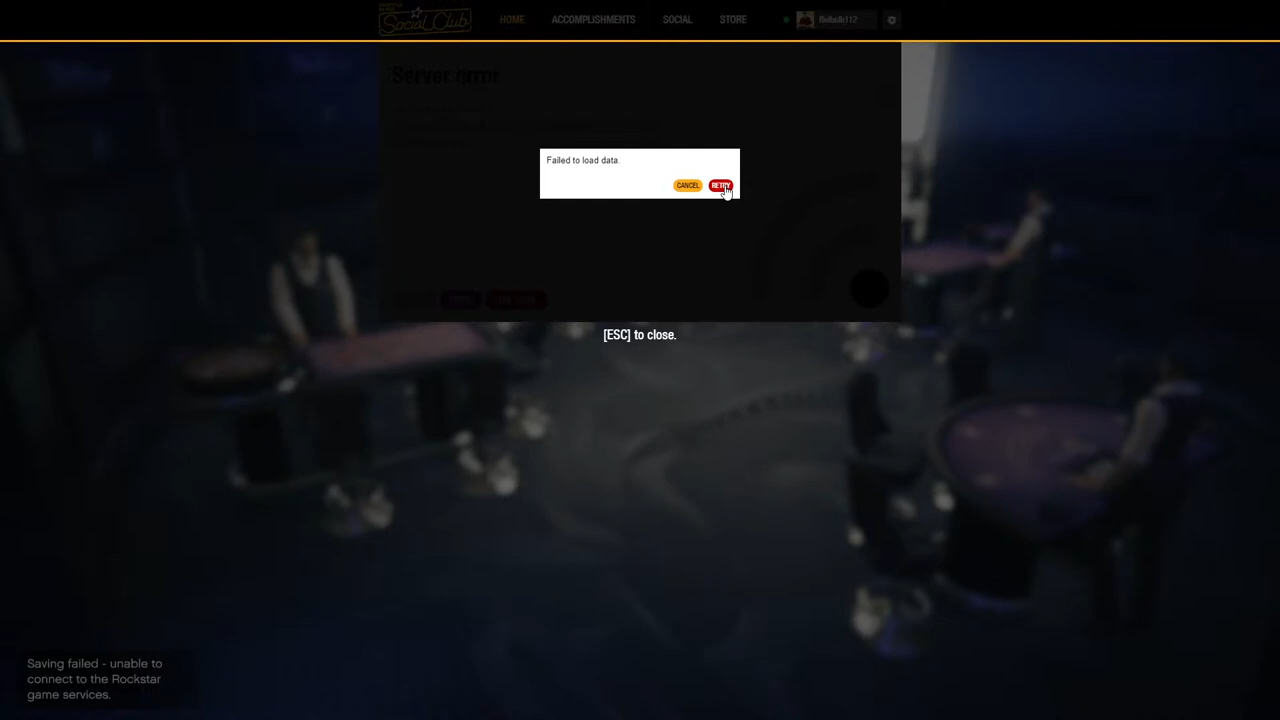 Social Club
HOME
ACCOMPLISHMENTS
SOCIAL
STORE
Server error
Failed to load data.
CANCEL
RETRY
[ESC] to close.
Saving failed - unable to
connect to the Rockstar
game services.